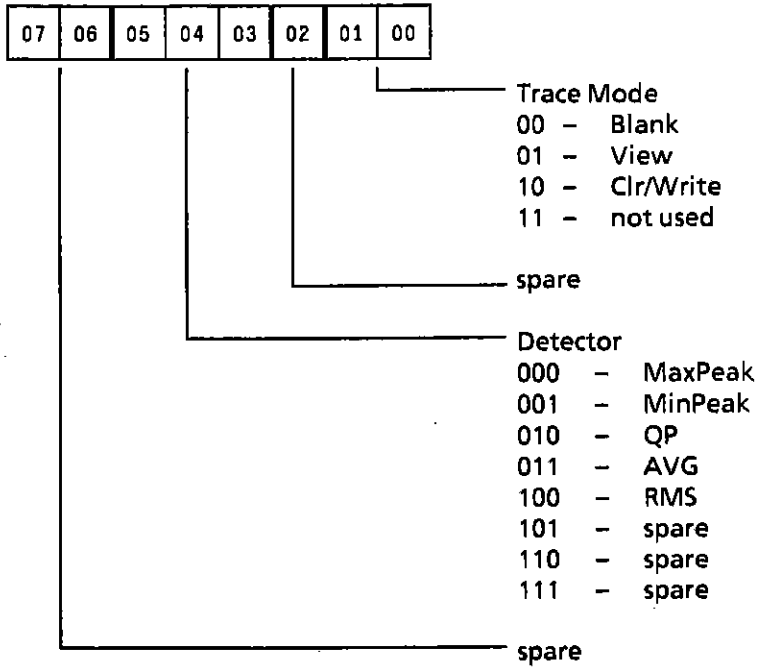 07 06 05 04 03 02 01 00
Trace Mode
00 – Blank
01 – View
10 – Clr/Write
11 – not used
spare
Detector
000 – MaxPeak
001 – MinPeak
010 – QP
011 – AVG
100 – RMS
101 – spare
110 – spare
111 – spare
spare